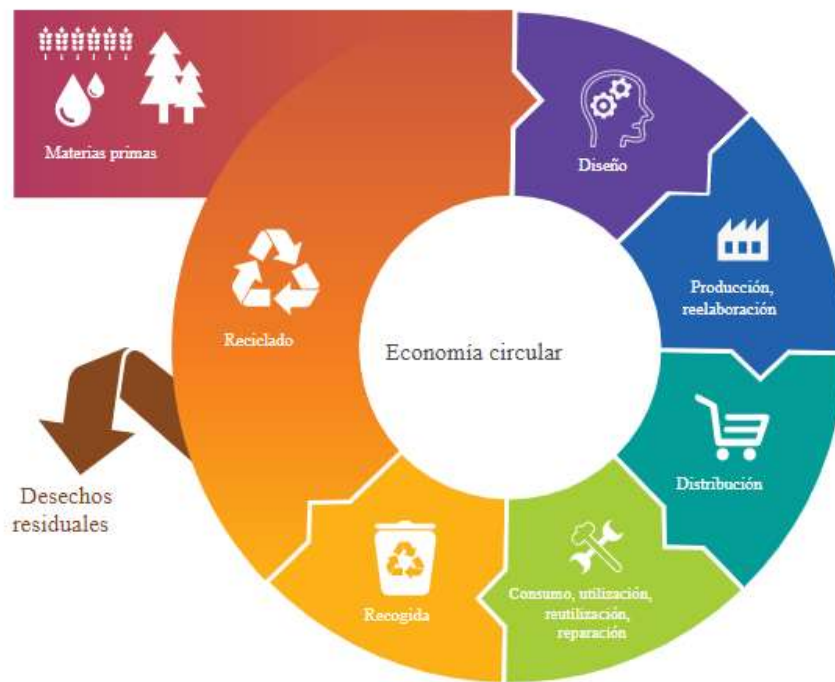 Materias primas
Diseño
Producción,
reelaboración
Distribución
Consumo, utilización,
reutilización,
reparación
Recogida
Reciclado
Desechos
residuales
Economía circular